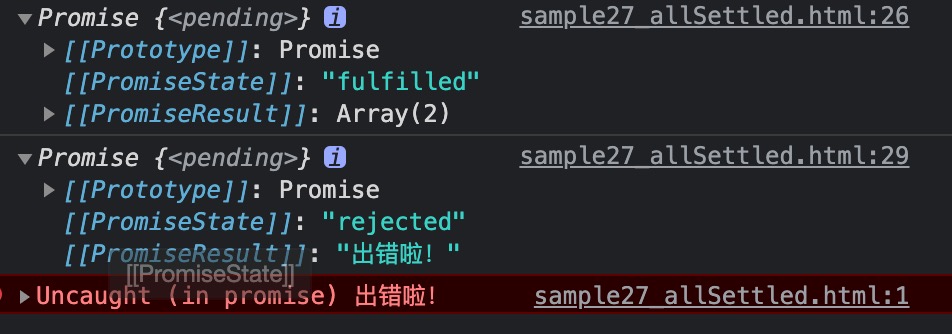 ▼Promise {<pending>} i sample27_allSettled.html:26
▶[[Prototype]]: Promise
[[PromiseState]]: "fulfilled"
▶[[PromiseResult]]: Array(2)
▼Promise {<pending>} i sample27_allSettled.html:29
▶[[Prototype]]: Promise
[[PromiseState]]: "rejected"
[[PromiseResult]]: "出错啦！"
[[PromiseState]]
▶Uncaught (in promise) 出错啦！ sample27_allSettled.html:1